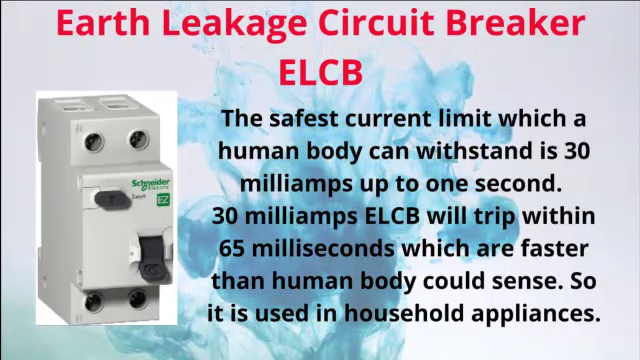 Earth Leakage Circuit Breaker
ELCB
The safest current limit which a
human body can withstand is 30
milliamps up to one second.
30 milliamps ELCB will trip within
65 milliseconds which are faster
than human body could sense. So
it is used in household appliances.
Schneider
Electric
Easy9
EZ
T